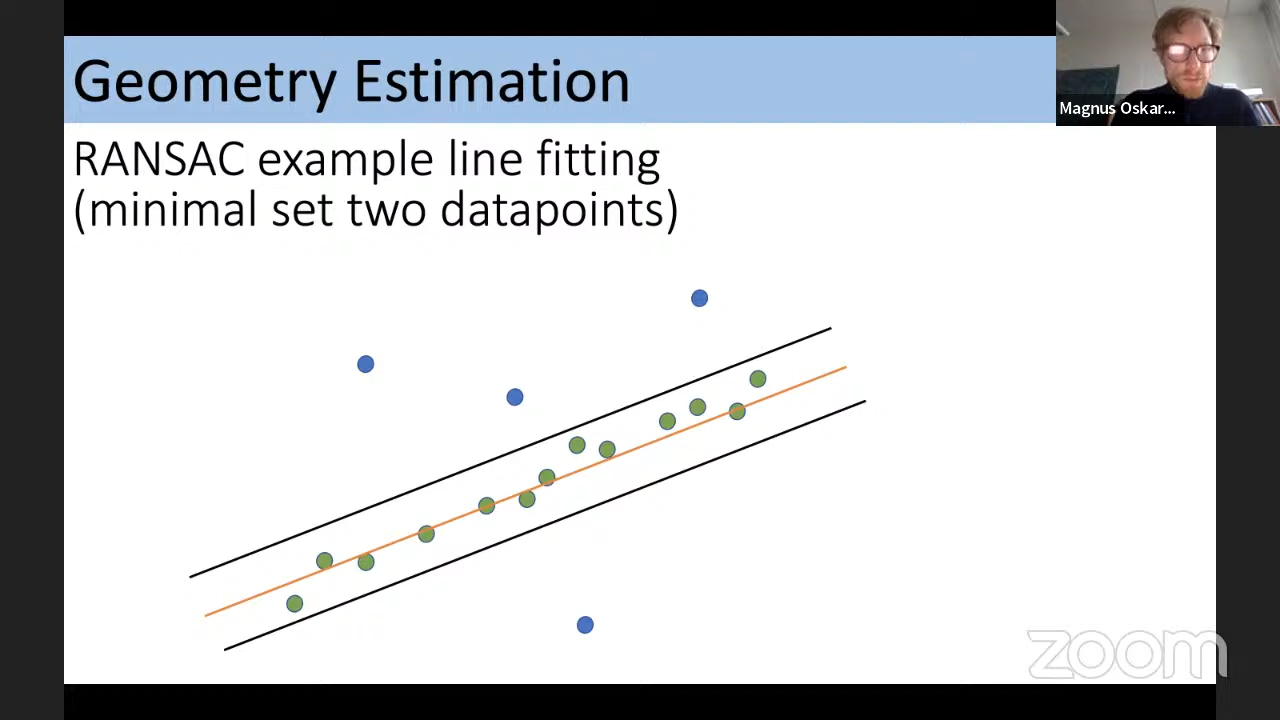 Geometry Estimation
Magnus Oskar...
RANSAC example line fitting
(minimal set two datapoints)
zoom